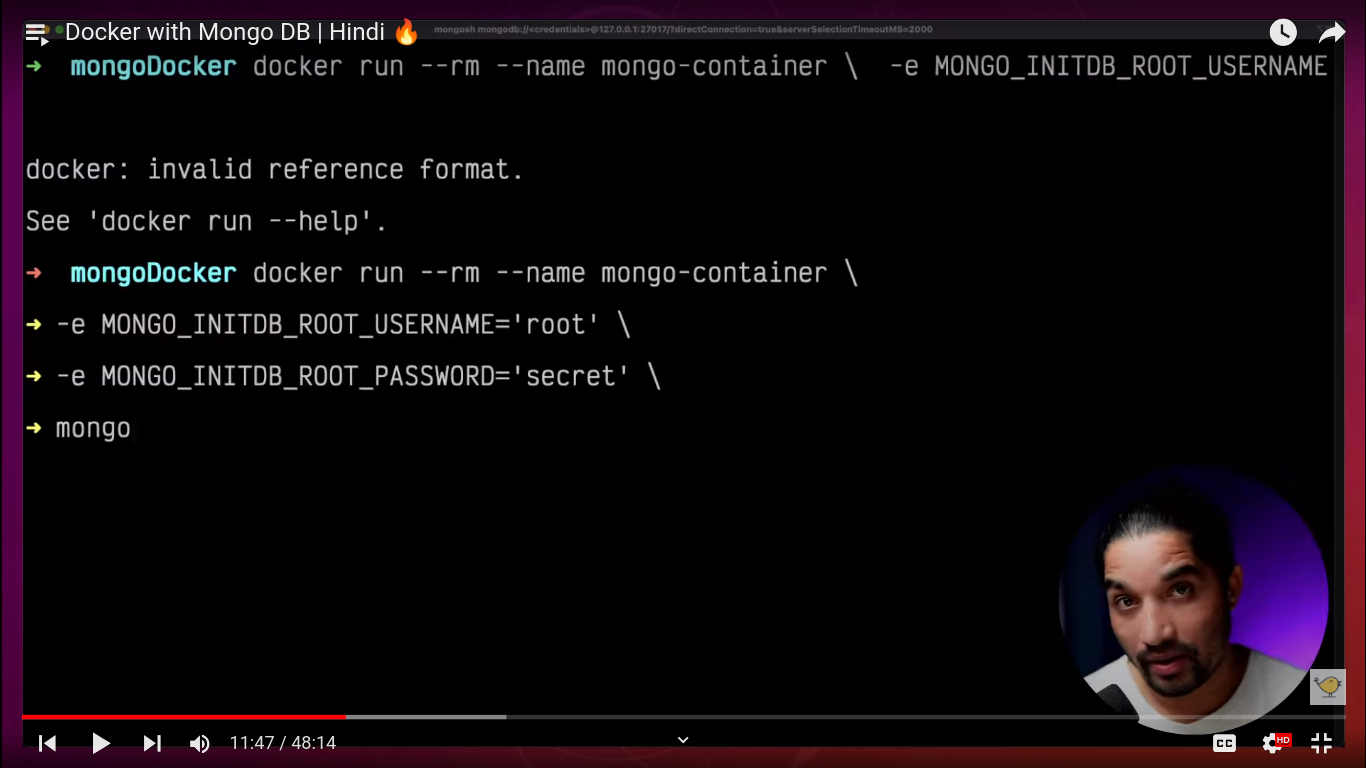 Docker with Mongo DB | Hindi 🔥
mongosh mongodb://<credentials>@127.0.0.1:27017/?directConnection=true&serverSelectionTimeoutMS=2000
➜ mongoDocker docker run --rm --name mongo-container \ -e MONGO_INITDB_ROOT_USERNAME
docker: invalid reference format.
See 'docker run --help'.
➜ mongoDocker docker run --rm --name mongo-container \
➜ -e MONGO_INITDB_ROOT_USERNAME='root' \
➜ -e MONGO_INITDB_ROOT_PASSWORD='secret' \
➜ mongo
11:47 / 48:14
CC
HD